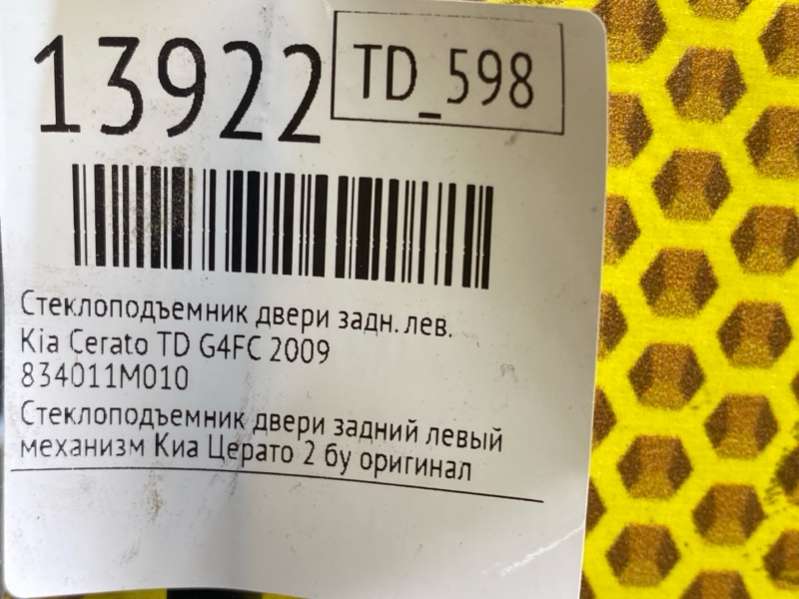 13922
TD_598
Стеклоподъемник двери задн. лев.
Kia Cerato TD G4FC 2009
834011M010
Стеклоподъемник двери задний левый
механизм Киа Церато 2 бу оригинал